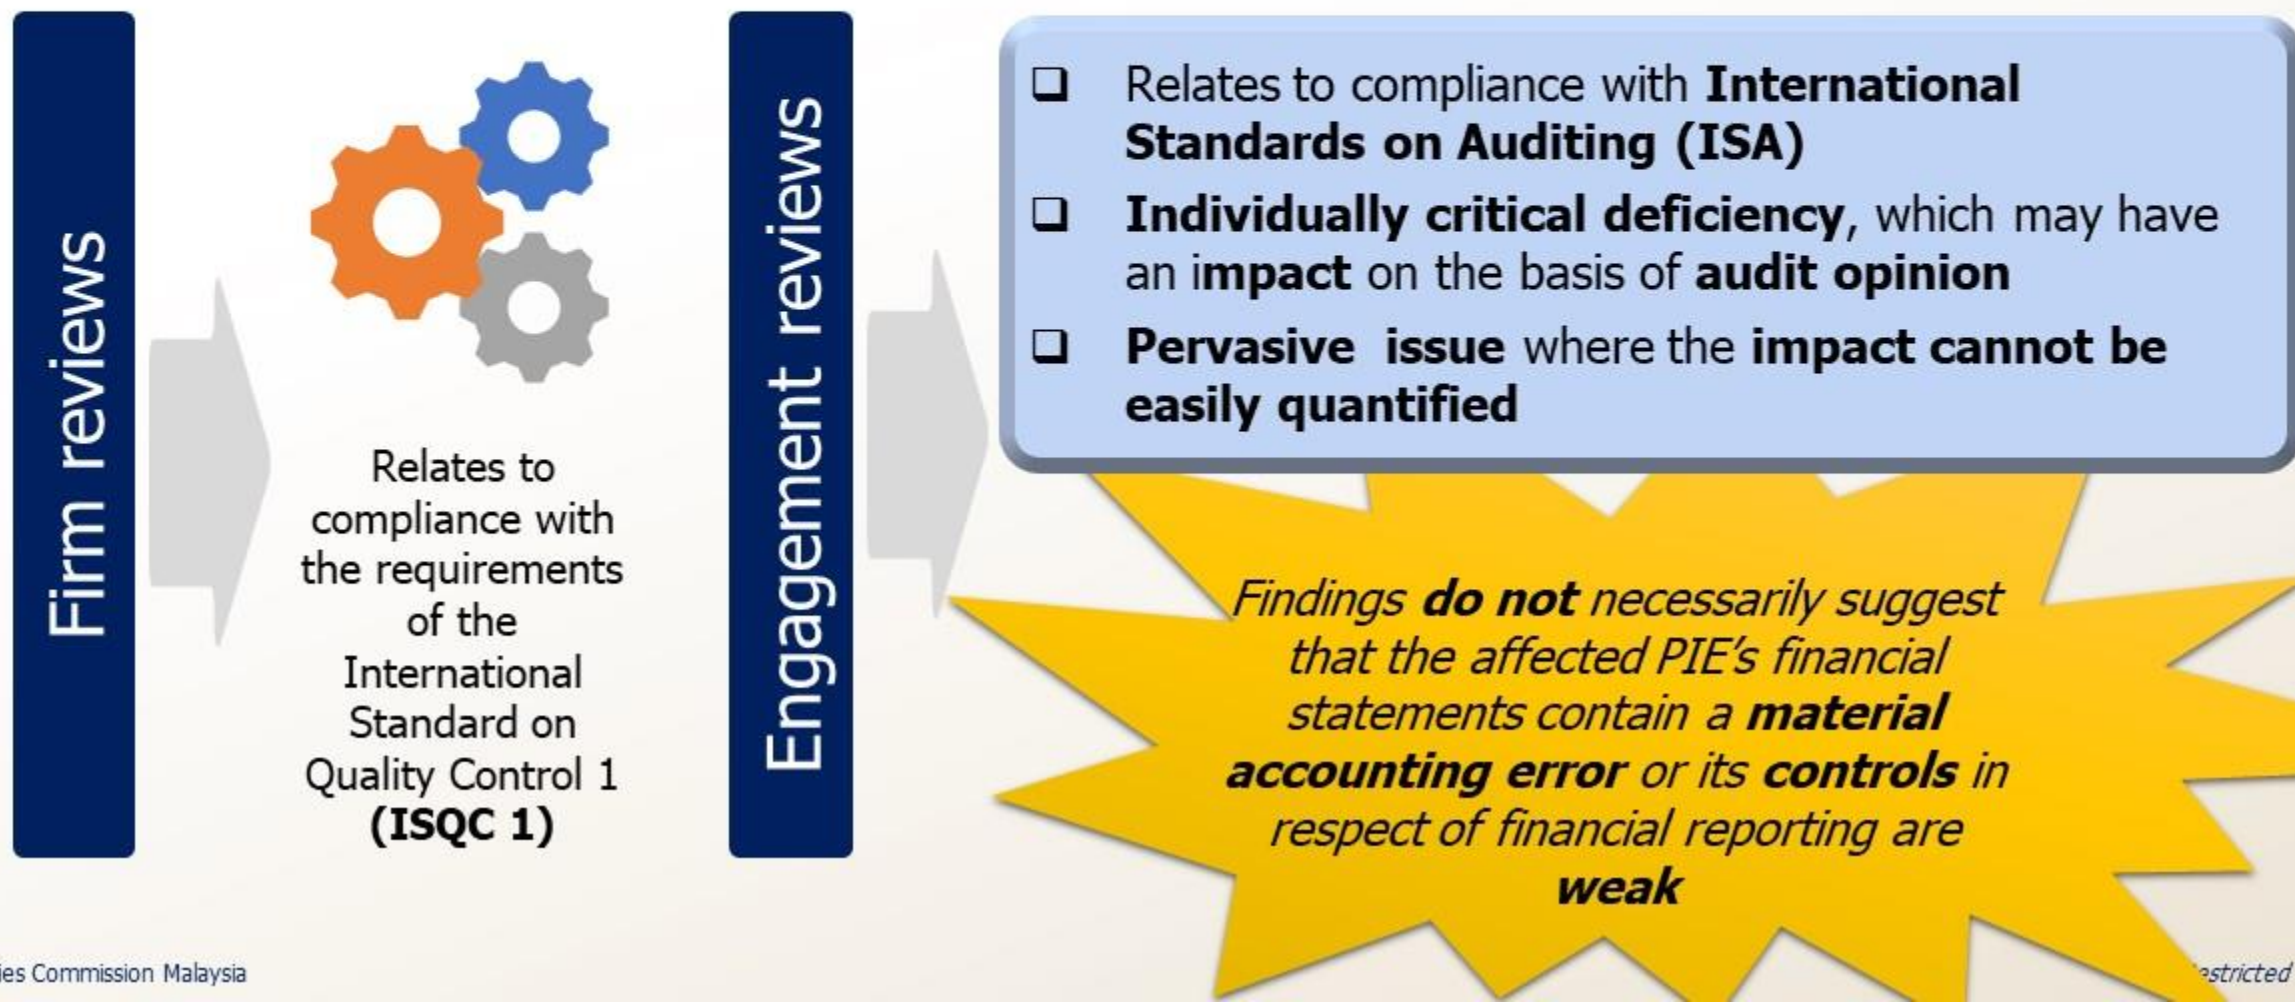 Firm reviews
Relates to
compliance with
the requirements
of the
International
Standard on
Quality Control 1
(ISQC 1)
Engagement reviews
❑ Relates to compliance with International
Standards on Auditing (ISA)
❑ Individually critical deficiency, which may have
an impact on the basis of audit opinion
❑ Pervasive issue where the impact cannot be
easily quantified
Findings do not necessarily suggest
that the affected PIE's financial
statements contain a material
accounting error or its controls in
respect of financial reporting are
weak
ies Commission Malaysia
estricted